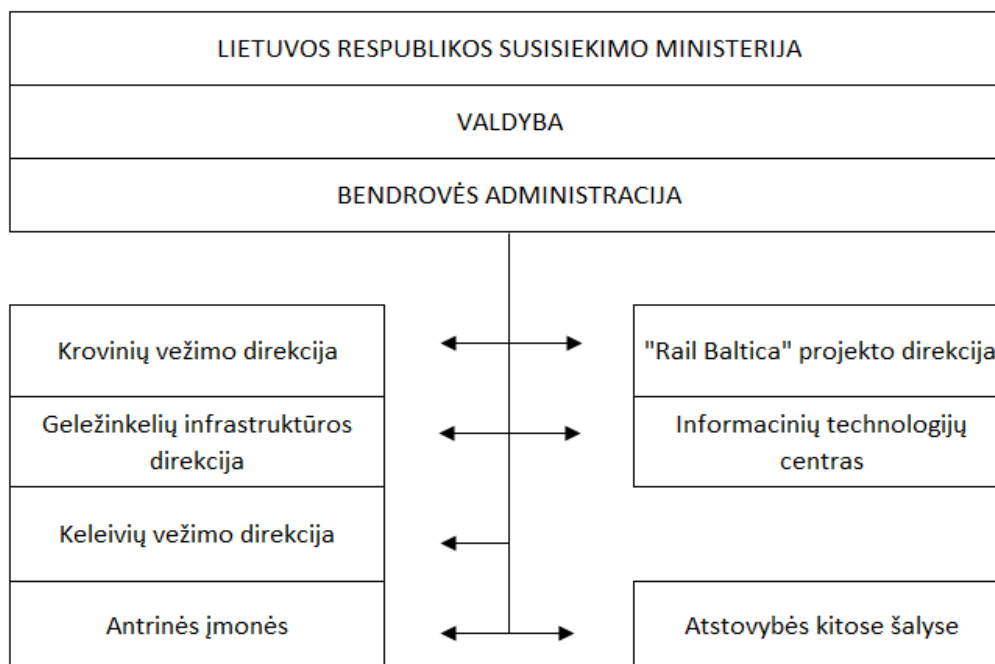 LIETUVOS RESPUBLIKOS SUSISIEKIMO MINISTERIJA
VALDYBA
BENDROVĖS ADMINISTRACIJA
Krovinių vežimo direkcija
"Rail Baltica" projekto direkcija
Geležinkelių infrastruktūros
direkcija
Informacinių technologijų
centras
Keleivių vežimo direkcija
Antrinės įmonės
Atstovybės kitose šalyse